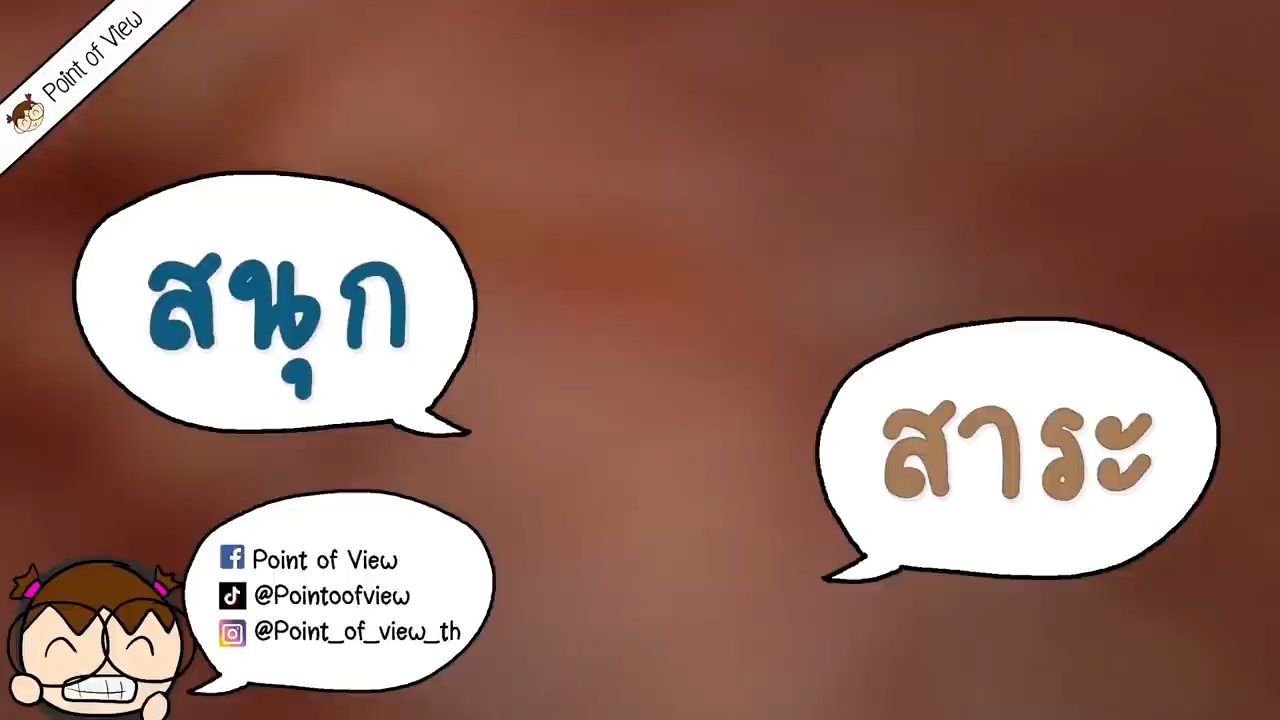 Point of View
สนุก
สาระ
Point of View
@Pointoofview
@Point_of_view_th